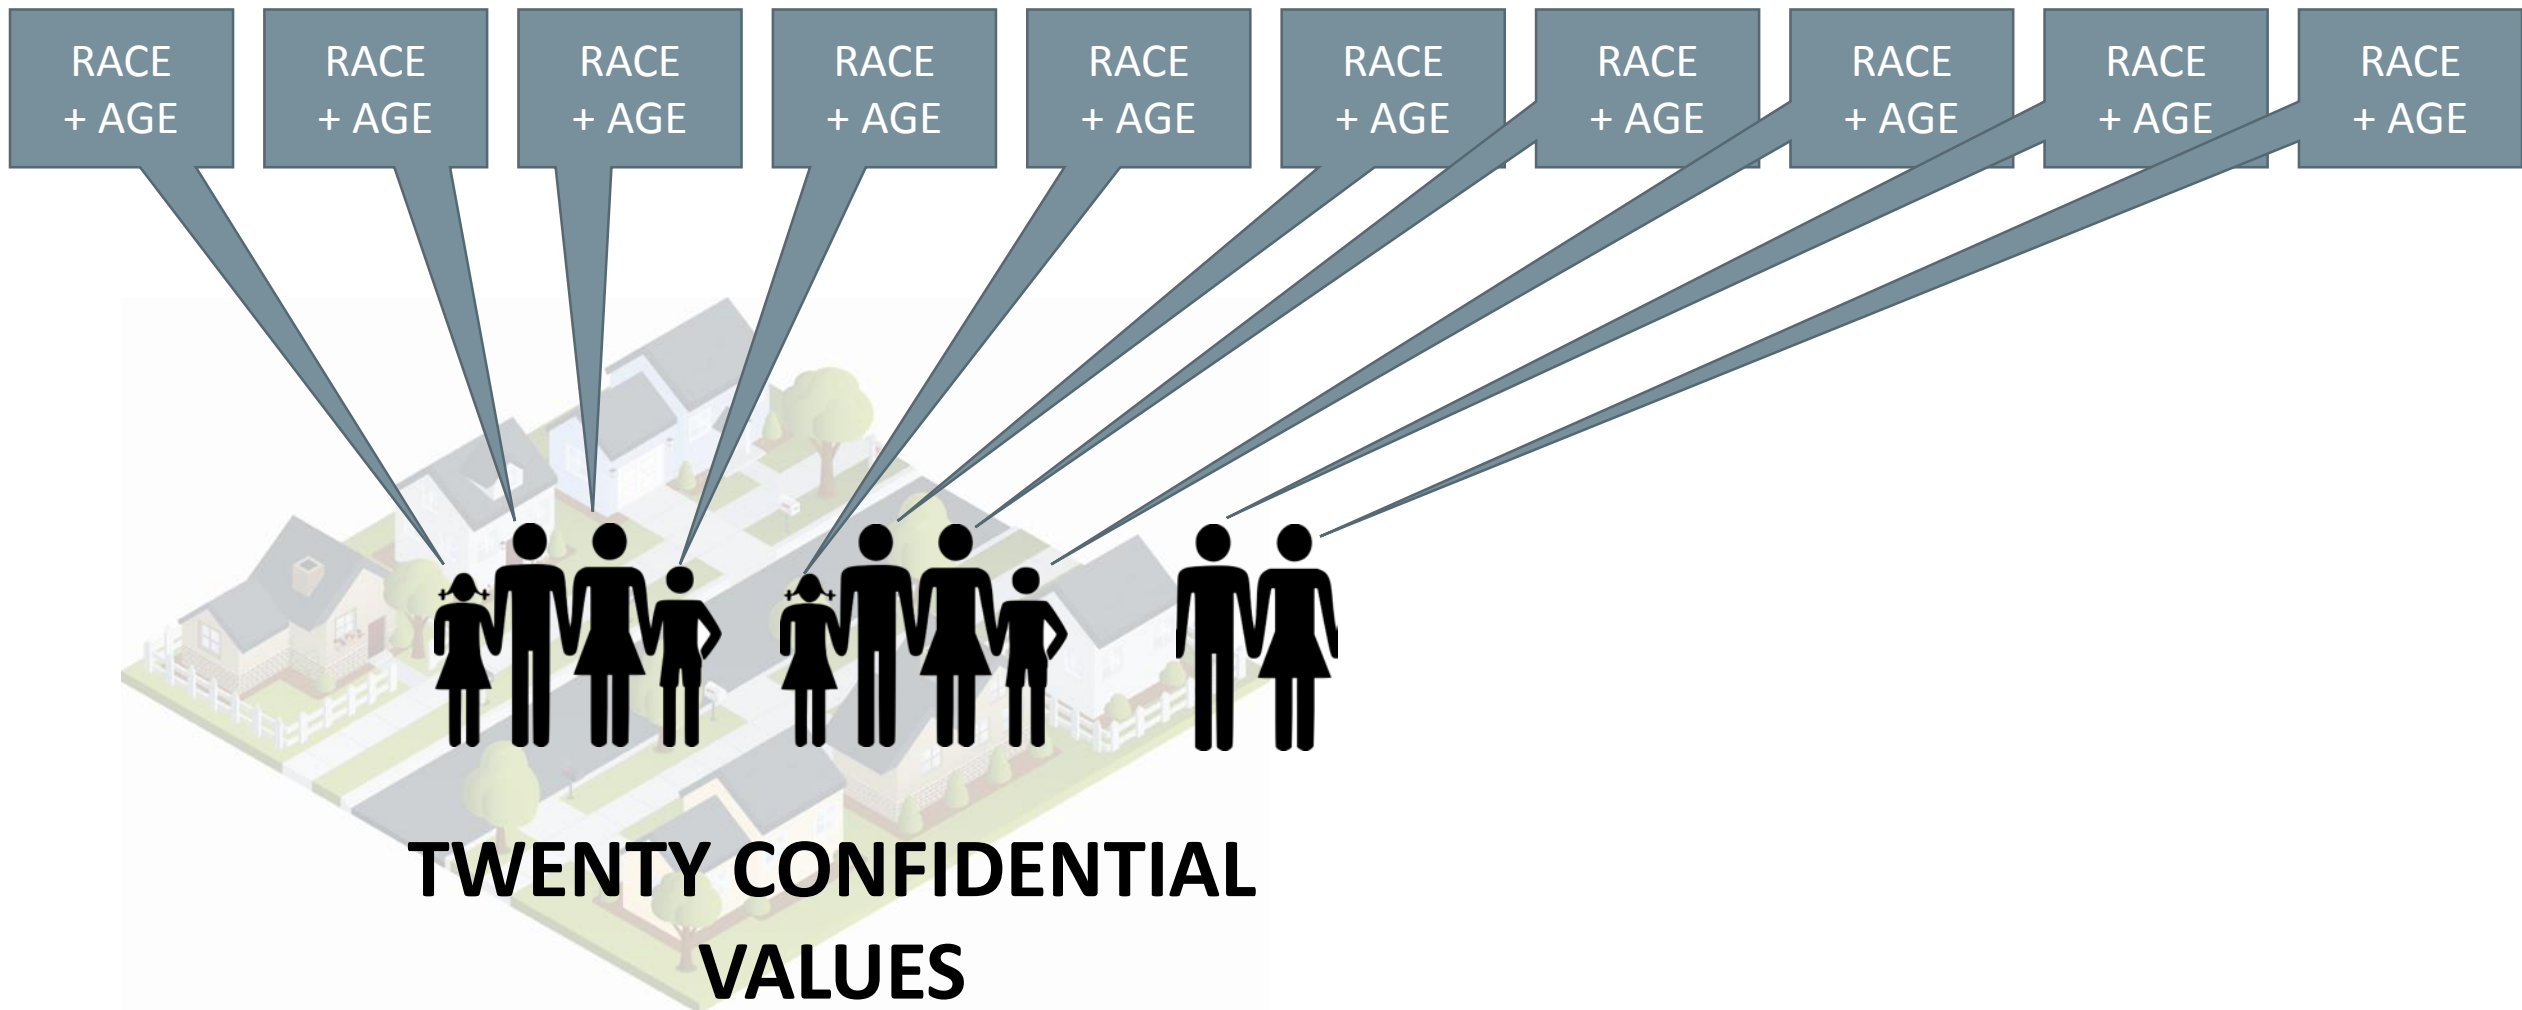 RACE
+ AGE
RACE
+ AGE
RACE
+ AGE
RACE
+ AGE
RACE
+ AGE
RACE
+ AGE
RACE
+ AGE
RACE
+ AGE
RACE
+ AGE
RACE
+ AGE
TWENTY CONFIDENTIAL
VALUES